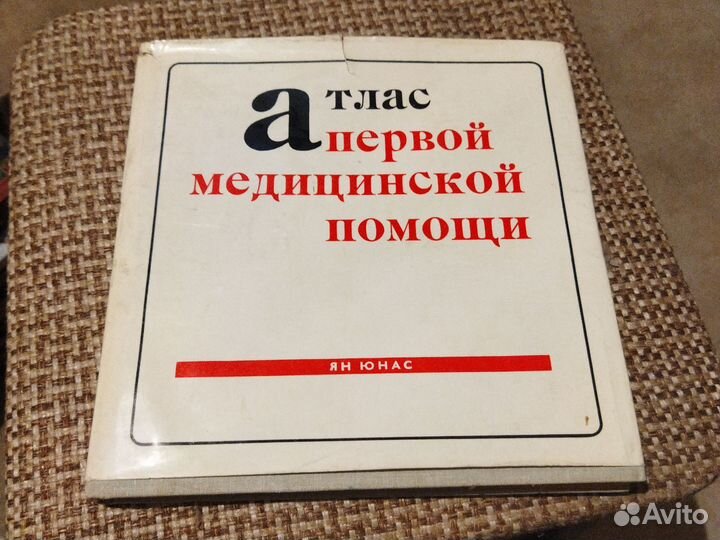 атлас
первой
медицинской
помощи
ЯН ЮНАС
Avito